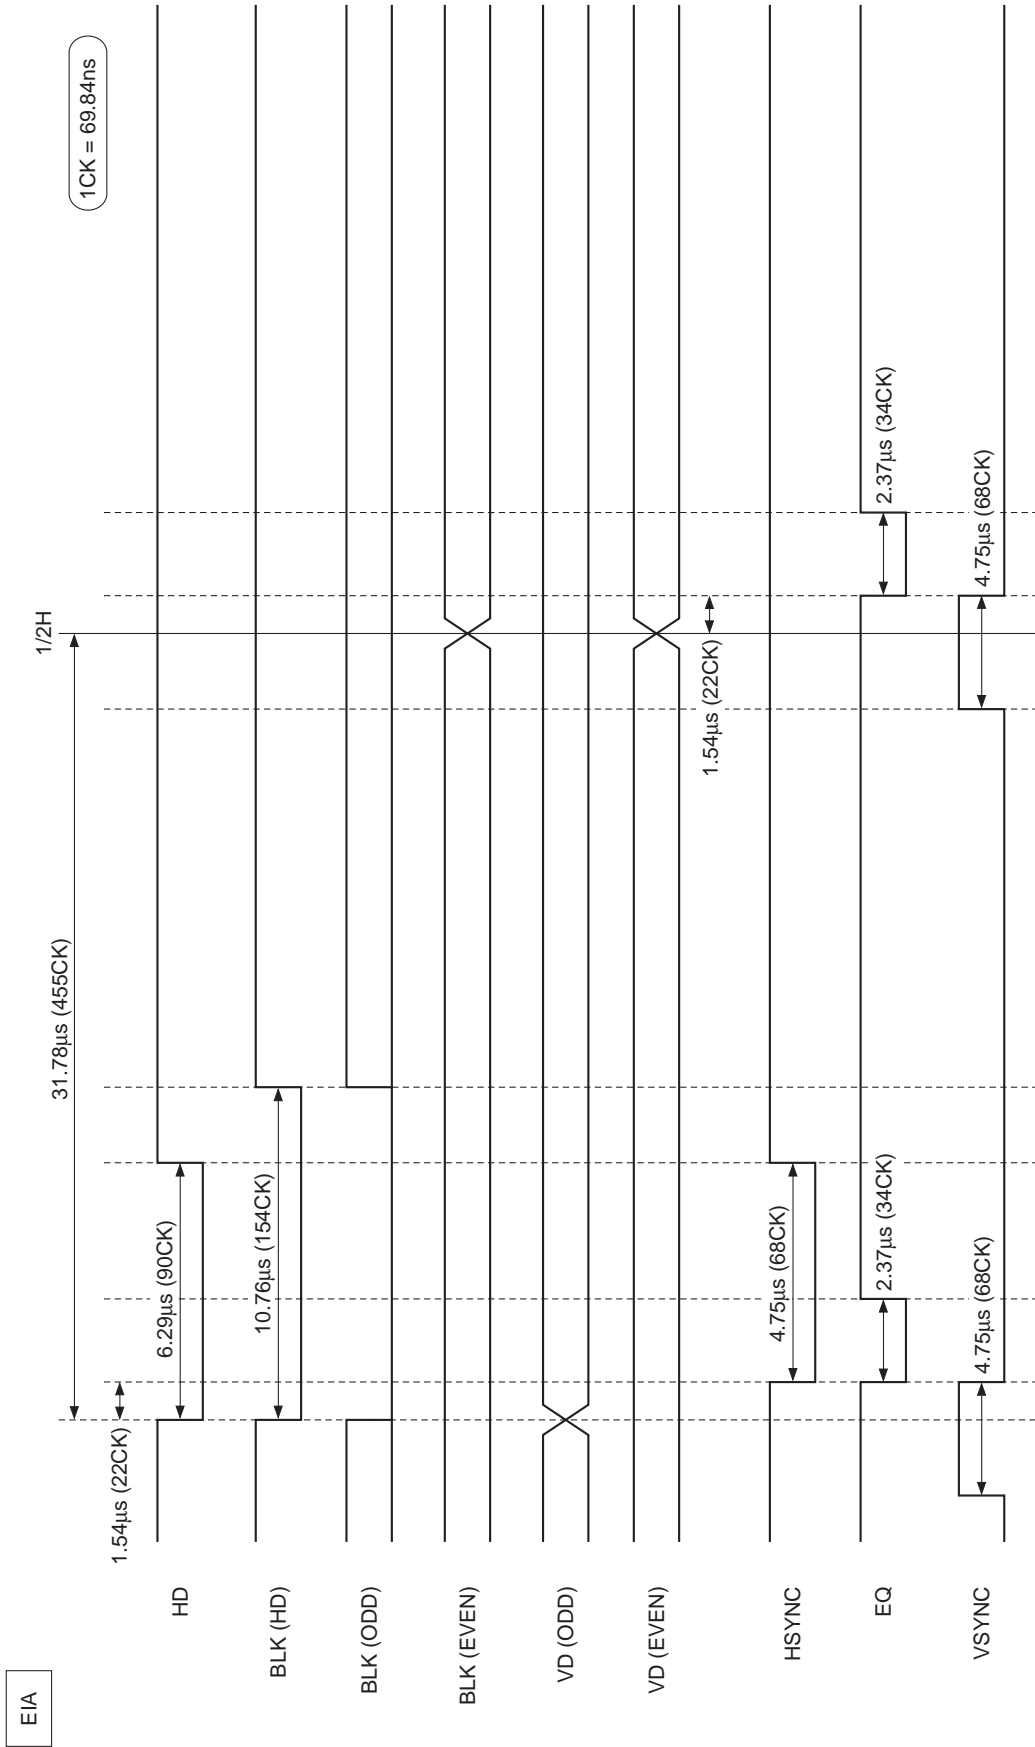 EIA
1CK = 69.84ns
1/2H
31.78μs (455CK)
1.54μs (22CK)
HD
6.29μs (90CK)
BLK (HD)
10.76μs (154CK)
BLK (ODD)
BLK (EVEN)
VD (ODD)
VD (EVEN)
1.54μs (22CK)
HSYNC
4.75μs (68CK)
EQ
2.37μs (34CK)
2.37μs (34CK)
VSYNC
4.75μs (68CK)
4.75μs (68CK)